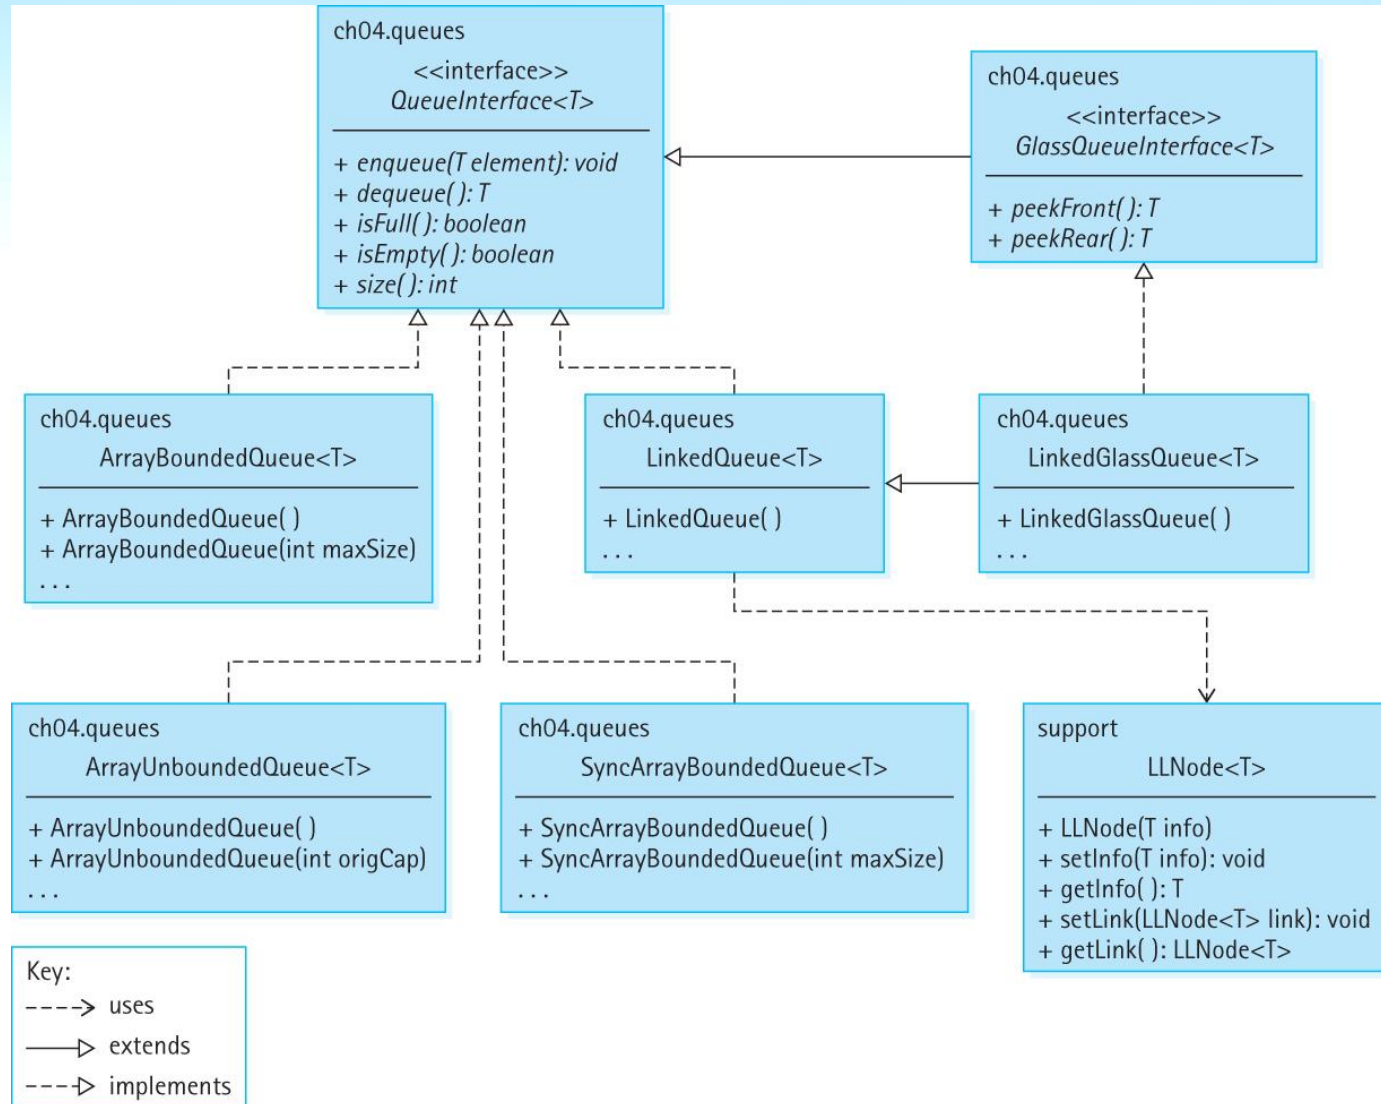 ch04.queues
<<interface>>
QueueInterface<T>
+ enqueue(T element): void
+ dequeue( ): T
+ isFull( ): boolean
+ isEmpty( ): boolean
+ size( ): int
ch04.queues
<<interface>>
GlassQueueInterface<T>
+ peekFront( ): T
+ peekRear( ): T
ch04.queues
ArrayBoundedQueue<T>
+ ArrayBoundedQueue( )
+ ArrayBoundedQueue(int maxSize)
. . .
ch04.queues
LinkedQueue<T>
+ LinkedQueue( )
. . .
ch04.queues
LinkedGlassQueue<T>
+ LinkedGlassQueue( )
. . .
ch04.queues
ArrayUnboundedQueue<T>
+ ArrayUnboundedQueue( )
+ ArrayUnboundedQueue(int origCap)
. . .
ch04.queues
SyncArrayBoundedQueue<T>
+ SyncArrayBoundedQueue( )
+ SyncArrayBoundedQueue(int maxSize)
. . .
support
LLNode<T>
+ LLNode(T info)
+ setInfo(T info): void
+ getInfo( ): T
+ setLink(LLNode<T> link): void
+ getLink( ): LLNode<T>
Key:
uses
extends
implements